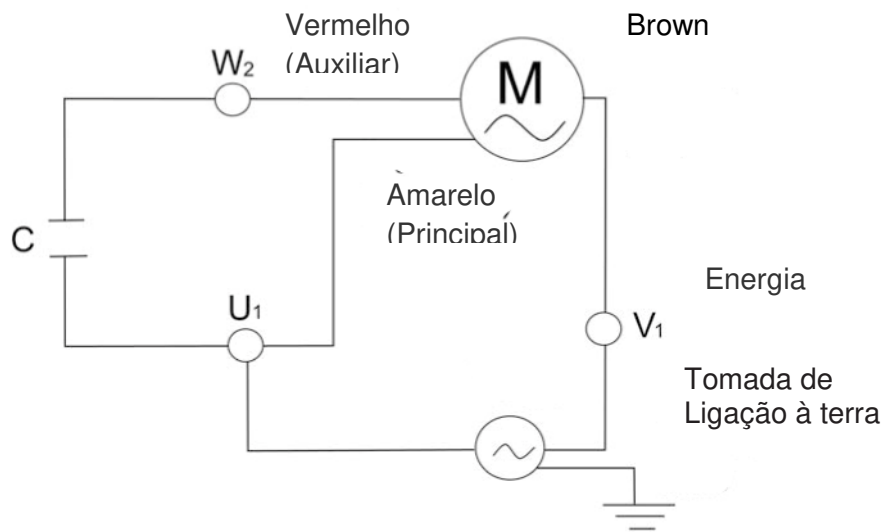 Vermelho
(Auxiliar)
Brown
W2
M
Amarelo
(Principal)
C
U1
V1
Energia
Tomada de
Ligação à terra